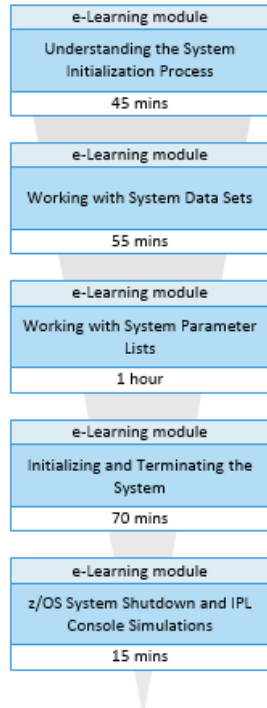 e-Learning module
Understanding the System
Initialization Process
45 mins
e-Learning module
Working with System Data Sets
55 mins
e-Learning module
Working with System Parameter
Lists
1 hour
e-Learning module
Initializing and Terminating the
System
70 mins
e-Learning module
z/OS System Shutdown and IPL
Console Simulations
15 mins